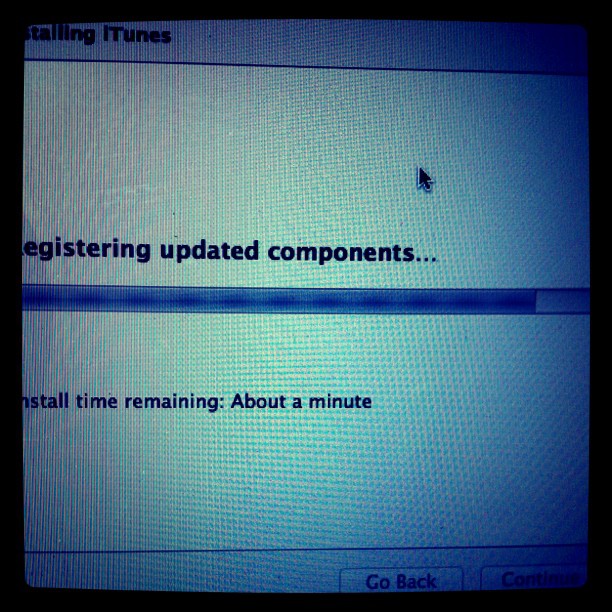 stalling iTunes
egistering updated components...
nstall time remaining: About a minute
Go Back
Continue